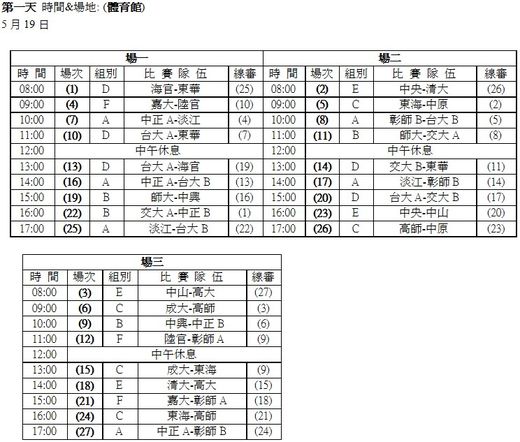 第一天 時間&場地: (體育館)
5 月 19 日
場一 場二
時 間 場次 組別 比 賽 隊 伍 線審 時 間 場次 組別 比 賽 隊 伍 線審
08:00 (1) D 海官-東華 (25) 08:00 (2) E 中央-清大 (26)
09:00 (4) F 嘉大-陸官 (10) 09:00 (5) C 東海-中原 (2)
10:00 (7) A 中正 A-淡江 (4) 10:00 (8) A 彰師 B-台大 B (5)
11:00 (10) D 台大 A-東華 (7) 11:00 (11) B 師大-交大 A (8)
12:00 中午休息 12:00 中午休息
13:00 (13) D 台大 A-海官 (19) 13:00 (14) D 交大 B-東華 (11)
14:00 (16) A 中正 A-台大 B (13) 14:00 (17) A 淡江-彰師 B (14)
15:00 (19) B 師大-中興 (16) 15:00 (20) D 台大 A-交大 B (17)
16:00 (22) B 交大 A-中正 B (1) 16:00 (23) E 中央-中山 (20)
17:00 (25) A 淡江-台大 B (22) 17:00 (26) C 高師-中原 (23)
場三
時 間 場次 組別 比 賽 隊 伍 線審
08:00 (3) E 中山-高大 (27)
09:00 (6) C 成大-高師 (3)
10:00 (9) B 中興-中正 B (6)
11:00 (12) F 陸官-彰師 A (9)
12:00 中午休息
13:00 (15) C 成大-東海 (9)
14:00 (18) E 清大-高大 (15)
15:00 (21) F 嘉大-彰師 A (18)
16:00 (24) C 東海-高師 (21)
17:00 (27) A 中正 A-彰師 B (24)